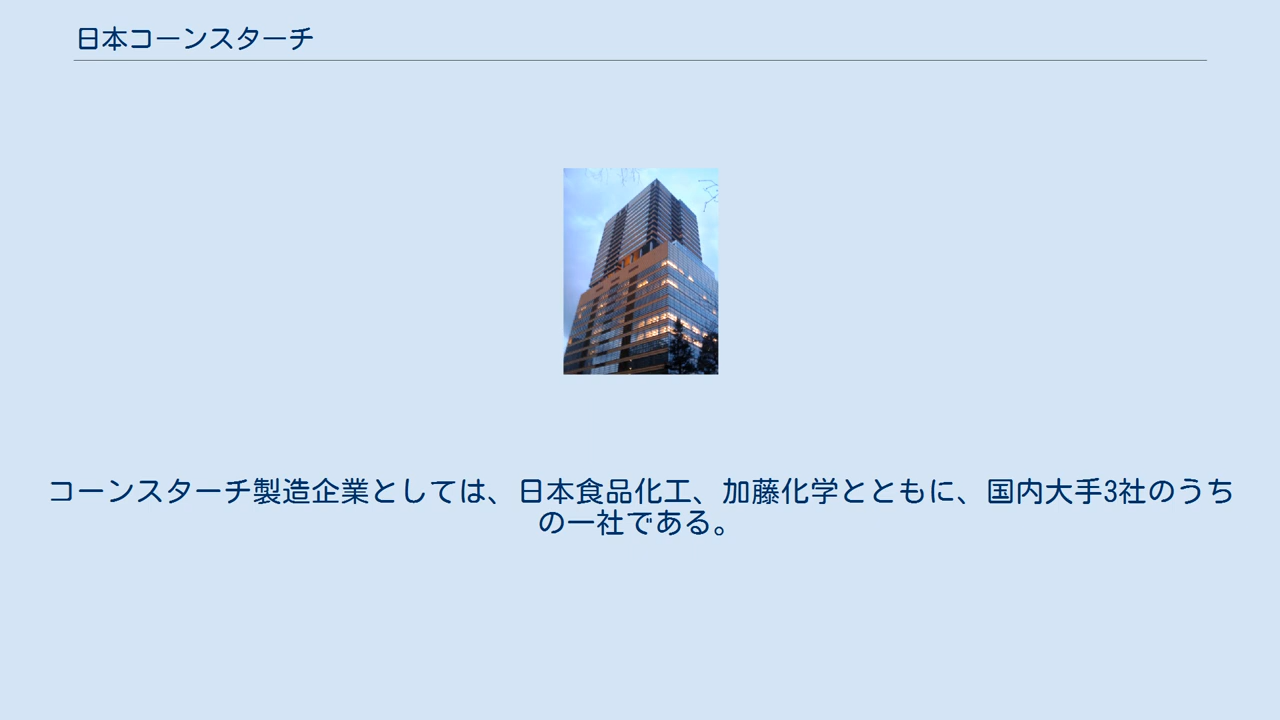 日本コーンスターチ
コーンスターチ製造企業としては、日本食品化工、加藤化学とともに、国内大手3社のうち
の一社である。